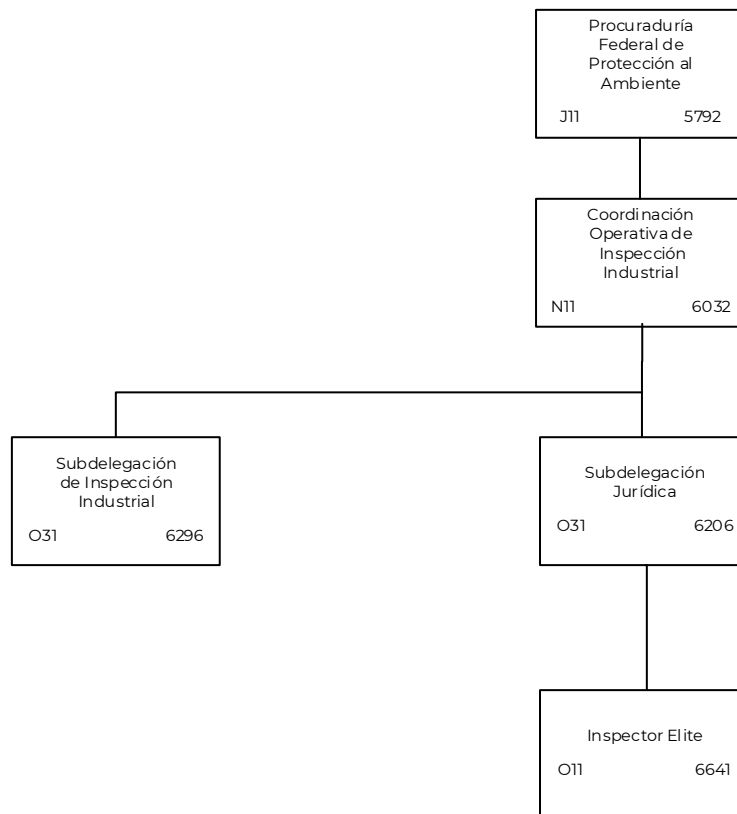 Procuraduría
Federal de
Protección al
Ambiente
J11 5792
Coordinación
Operativa de
Inspección
Industrial
N11 6032
Subdelegación
de Inspección
Industrial
O31 6296
Subdelegación
Jurídica
O31 6206
Inspector Elite
O11 6641